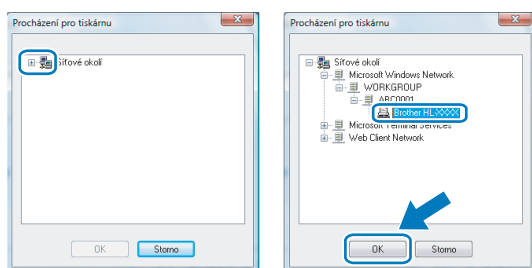 Procházení pro tiskárnu
Síťové okolí
OK
Storno
Procházení pro tiskárnu
Síťové okolí
Microsoft Windows Network
WORKGROUP
ABC0001
Brother HL-XXXX
Microsoft Terminal Services
Web Client Network
OK
Storno